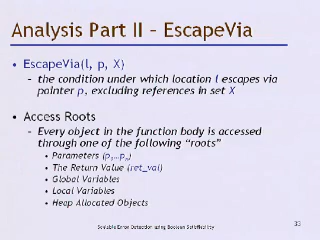 Analysis Part II – EscapeVia
• EscapeVia(l, p, X)
– the condition under which location l escapes via
pointer p, excluding references in set X
• Access Roots
– Every object in the function body is accessed
through one of the following “roots”
• Parameters (p1…pn)
• The Return Value (ret_val)
• Global Variables
• Local Variables
• Heap Allocated Objects
Scalable Error Detection using Boolean Satisfiability
33